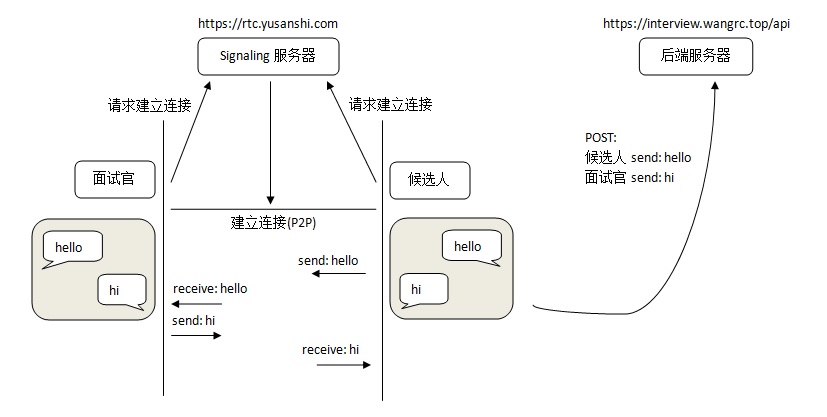 https://rtc.yusanshi.com
https://interview.wangrc.top/api
Signaling 服务器
后端服务器
请求建立连接
请求建立连接
POST:
候选人 send: hello
面试官 send: hi
面试官
候选人
建立连接(P2P)
hello
hi
hello
hi
send: hello
receive: hello
send: hi
receive: hi